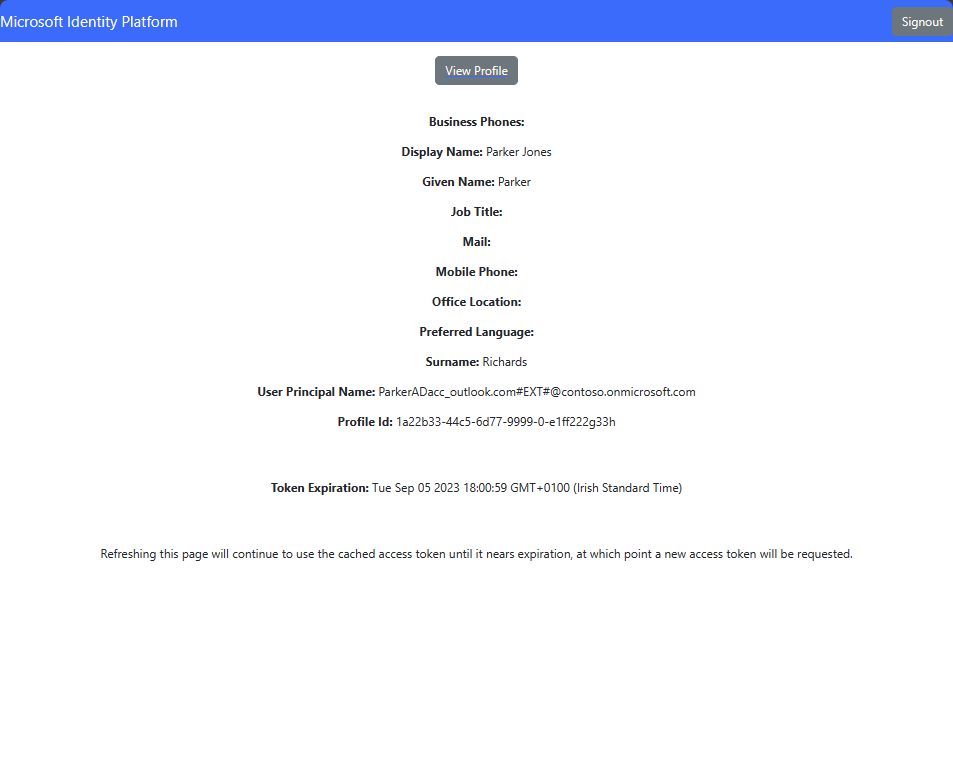 Microsoft Identity Platform
Signout
View Profile
Business Phones:
Display Name: Parker Jones
Given Name: Parker
Job Title:
Mail:
Mobile Phone:
Office Location:
Preferred Language:
Surname: Richards
User Principal Name: ParkerADacc_outlook.com#EXT#@contoso.onmicrosoft.com
Profile Id: 1a22b33-44c5-6d77-9999-0-e1ff222g33h
Token Expiration: Tue Sep 05 2023 18:00:59 GMT+0100 (Irish Standard Time)
Refreshing this page will continue to use the cached access token until it nears expiration, at which point a new access token will be requested.